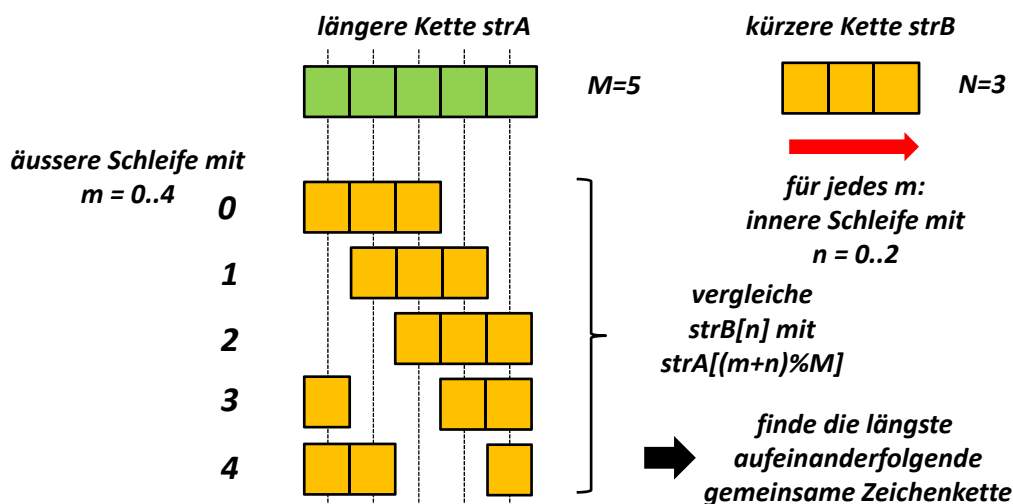 längere Kette strA
kürzere Kette strB
M=5
N=3
äussere Schleife mit
m = 0..4
0
1
2
3
4
für jedes m:
innere Schleife mit
n = 0..2
vergleiche
strB[n] mit
strA[(m+n)%M]
finde die längste
aufeinanderfolgende
gemeinsame Zeichenkette